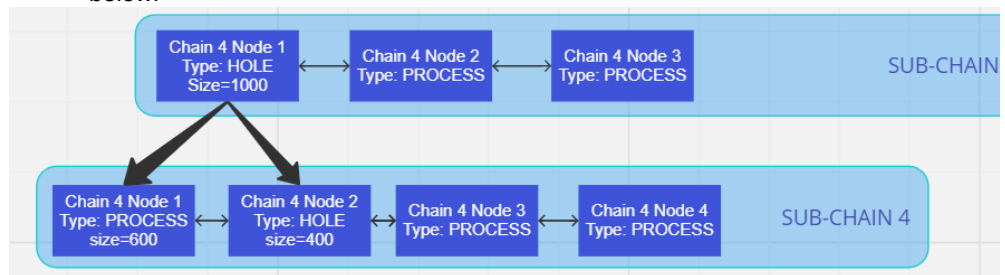 Chain 4 Node 1
Type: HOLE
Size=1000
Chain 4 Node 2
Type: PROCESS
Chain 4 Node 3
Type: PROCESS
SUB-CHAIN
Chain 4 Node 1
Type: PROCESS
size=600
Chain 4 Node 2
Type: HOLE
size=400
Chain 4 Node 3
Type: PROCESS
Chain 4 Node 4
Type: PROCESS
SUB-CHAIN 4